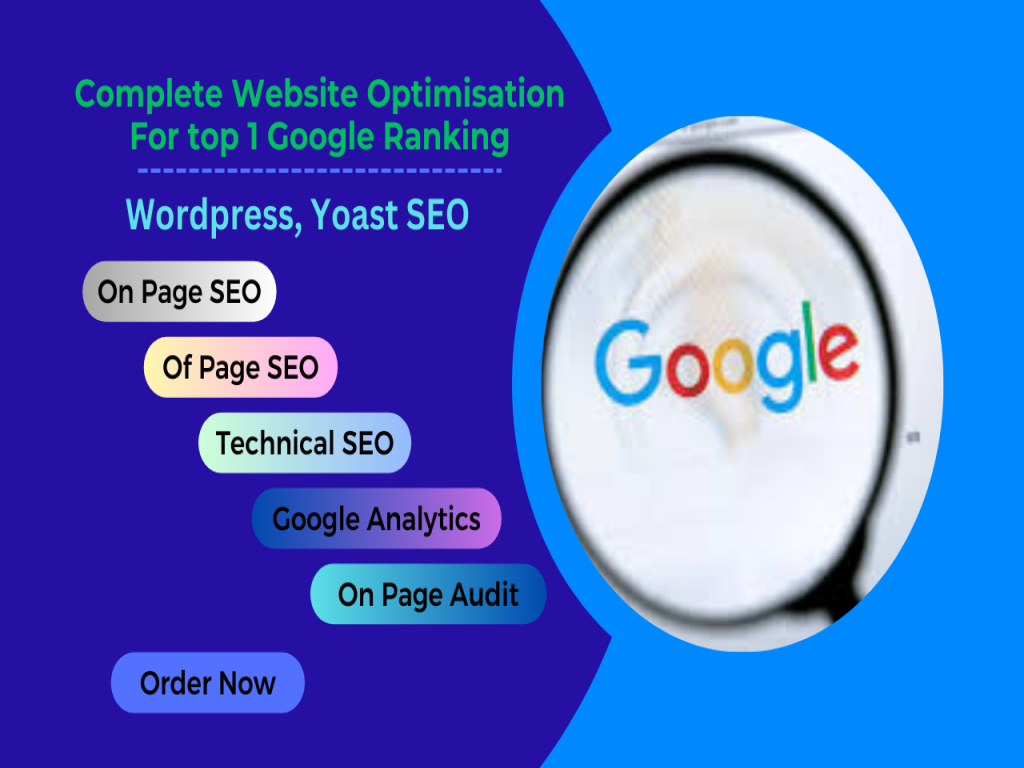 Complete Website Optimisation
For top 1 Google Ranking
Wordpress, Yoast SEO
On Page SEO
Of Page SEO
Technical SEO
Google Analytics
On Page Audit
Order Now
Google